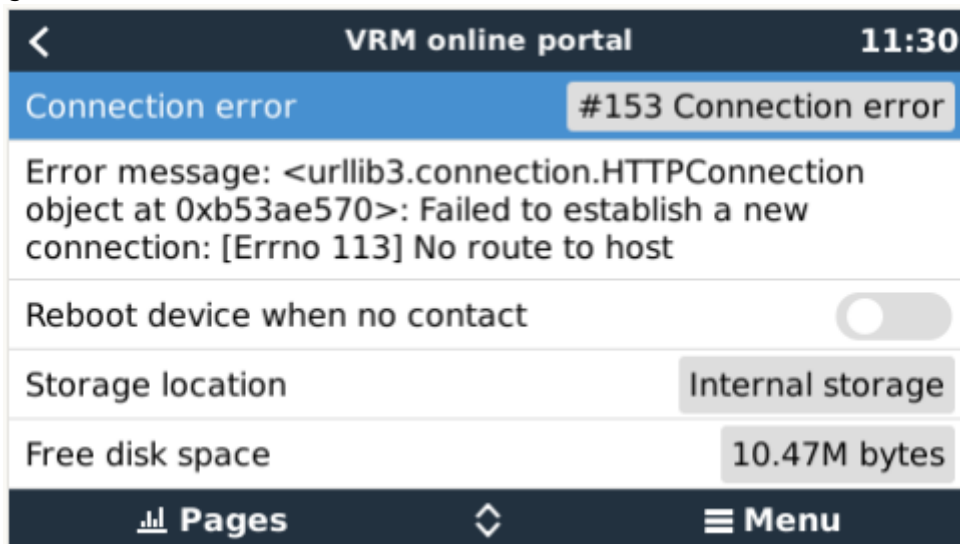 VRM online portal 11:30
Connection error #153 Connection error
Error message: <urllib3.connection.HTTPConnection
object at 0xb53ae570>: Failed to establish a new
connection: [Errno 113] No route to host
Reboot device when no contact
Storage location Internal storage
Free disk space 10.47M bytes
Pages Menu